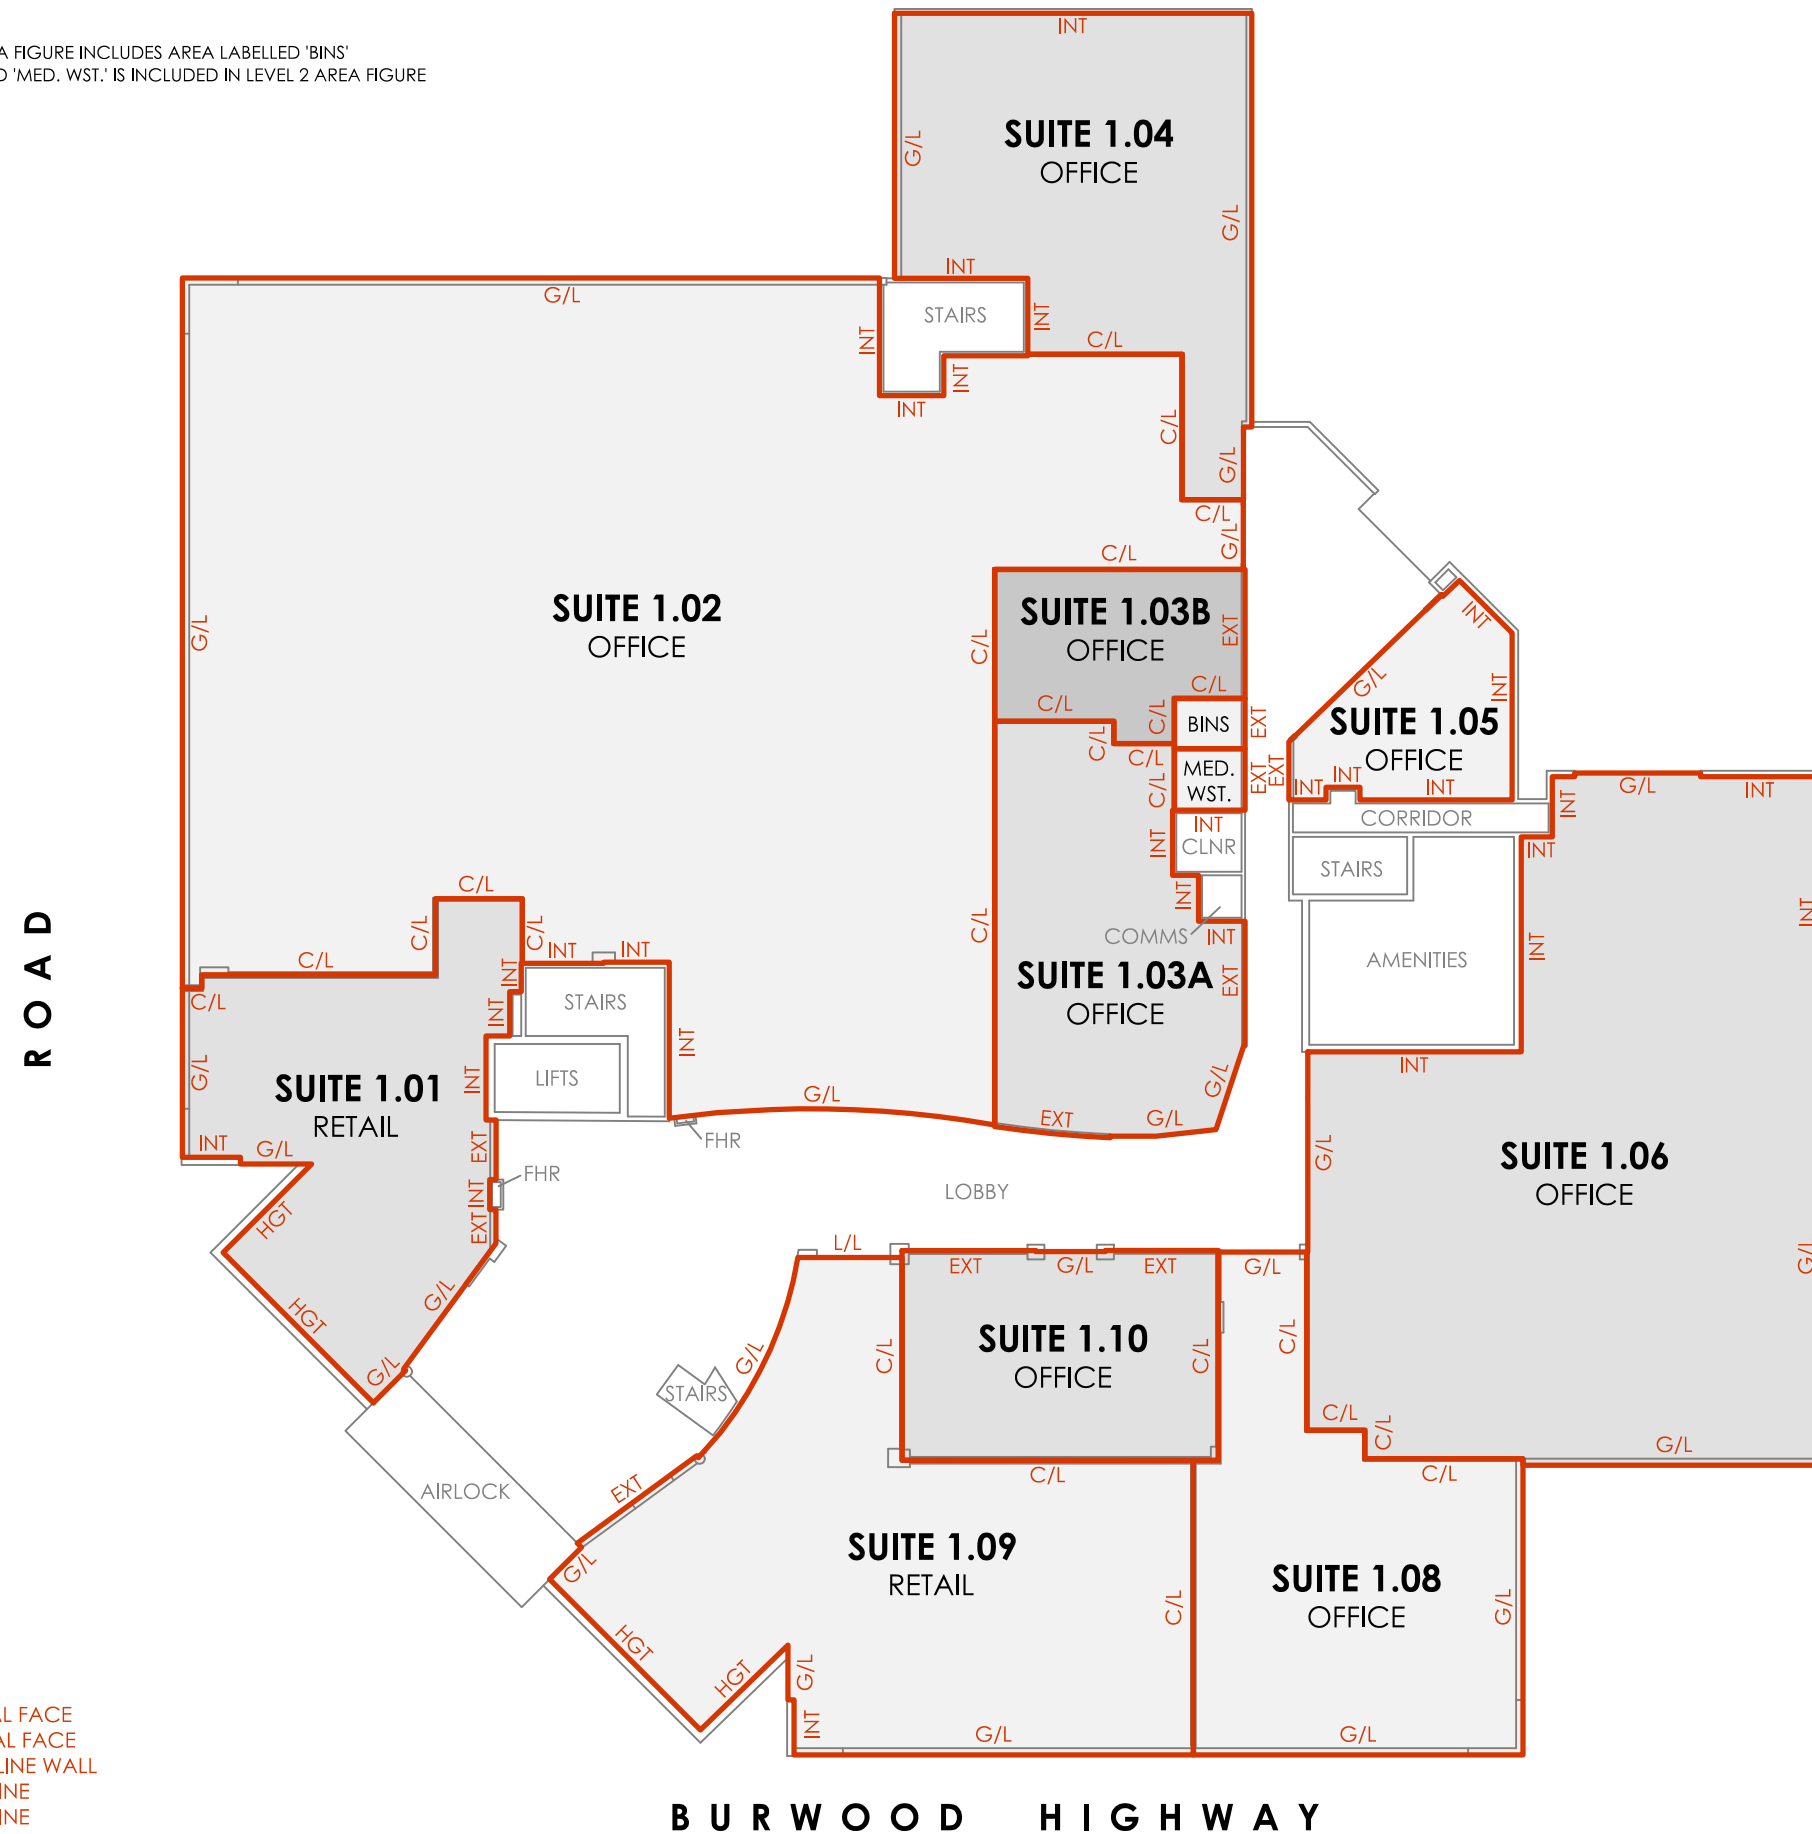 A FIGURE INCLUDES AREA LABELLED 'BINS'
'MED. WST.' IS INCLUDED IN LEVEL 2 AREA FIGURE
INT
SUITE 1.04
OFFICE
G/L
G/L
INT
G/L
STAIRS
INT
INT
C/L
INT
INT
C/L
G/L
C/L
G/L
C/L
SUITE 1.02
OFFICE
G/L
SUITE 1.03B
OFFICE
EXT
C/L
C/L
C/L
C/L
BINS
EXT
C/L
C/L
C/L
MED.
WST.
EXT
EXT
INT
G/L
INT
SUITE 1.05
OFFICE
INT
INT
INT
G/L
INT
INT
CORRIDOR
INT
STAIRS
INT
INT
AMENITIES
INT
INT
CLNR
INT
INT
COMMS
INT
SUITE 1.03A
OFFICE
EXT
C/L
G/L
EXT
G/L
C/L
C/L
C/L
C/L
INT
INT
INT
INT
STAIRS
INT
LIFTS
INT
C/L
G/L
ROAD
SUITE 1.01
RETAIL
INT
G/L
EXT
INT
EXT
FHR
FHR
G/L
HGT
HGT
G/L
G/L
LOBBY
G/L
SUITE 1.06
OFFICE
G/L
L/L
EXT
G/L
EXT
G/L
C/L
SUITE 1.10
OFFICE
C/L
C/L
C/L
C/L
C/L
G/L
G/L
STAIRS
AIRLOCK
EXT
C/L
G/L
SUITE 1.09
RETAIL
C/L
SUITE 1.08
OFFICE
G/L
HGT
HGT
G/L
INT
G/L
G/L
FACE
FACE
LINE WALL
BURWOOD HIGHWAY